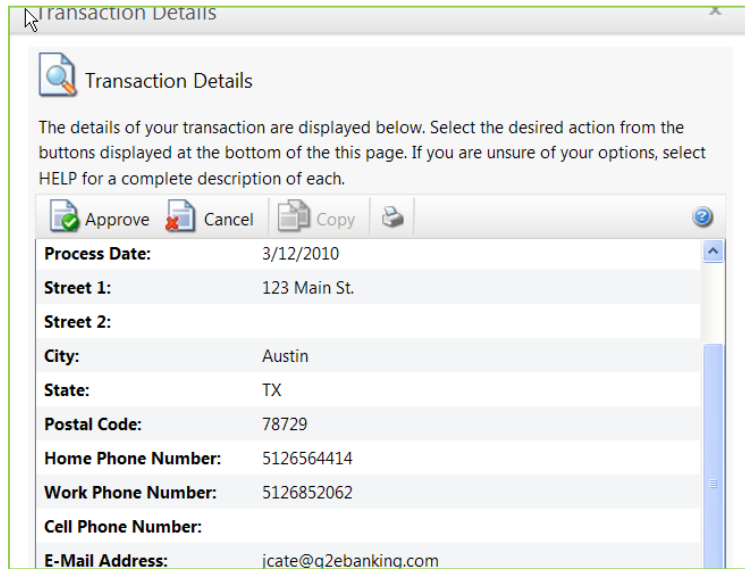 Transaction Details x
Transaction Details
The details of your transaction are displayed below. Select the desired action from the
buttons displayed at the bottom of the this page. If you are unsure of your options, select
HELP for a complete description of each.
Approve Cancel Copy ?
Process Date: 3/12/2010
Street 1: 123 Main St.
Street 2:
City: Austin
State: TX
Postal Code: 78729
Home Phone Number: 5126564414
Work Phone Number: 5126852062
Cell Phone Number:
E-Mail Address: jcate@q2ebanking.com